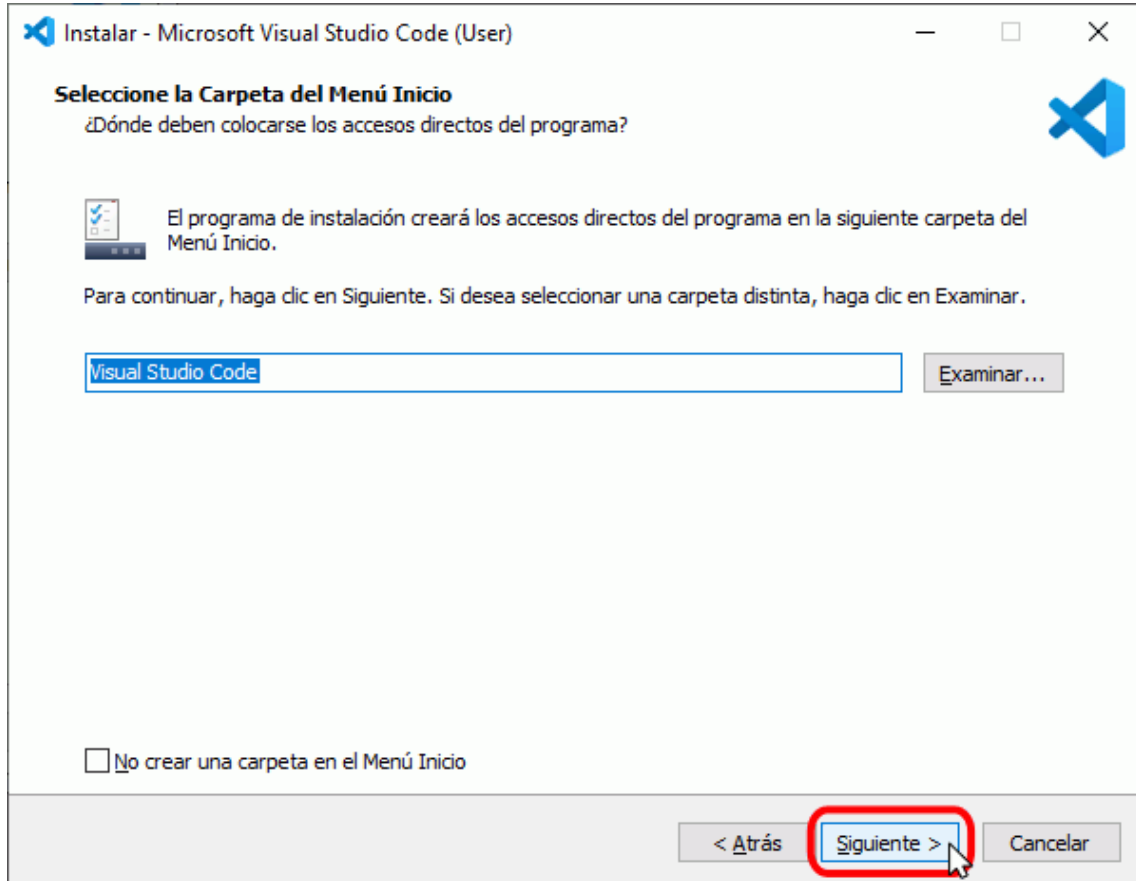 Instalar - Microsoft Visual Studio Code (User)
Seleccione la Carpeta del Menú Inicio
¿Dónde deben colocarse los accesos directos del programa?
El programa de instalación creará los accesos directos del programa en la siguiente carpeta del
Menú Inicio.
Para continuar, haga clic en Siguiente. Si desea seleccionar una carpeta distinta, haga clic en Examinar.
Visual Studio Code
Examinar...
No crear una carpeta en el Menú Inicio
< Atrás
Siguiente >
Cancelar